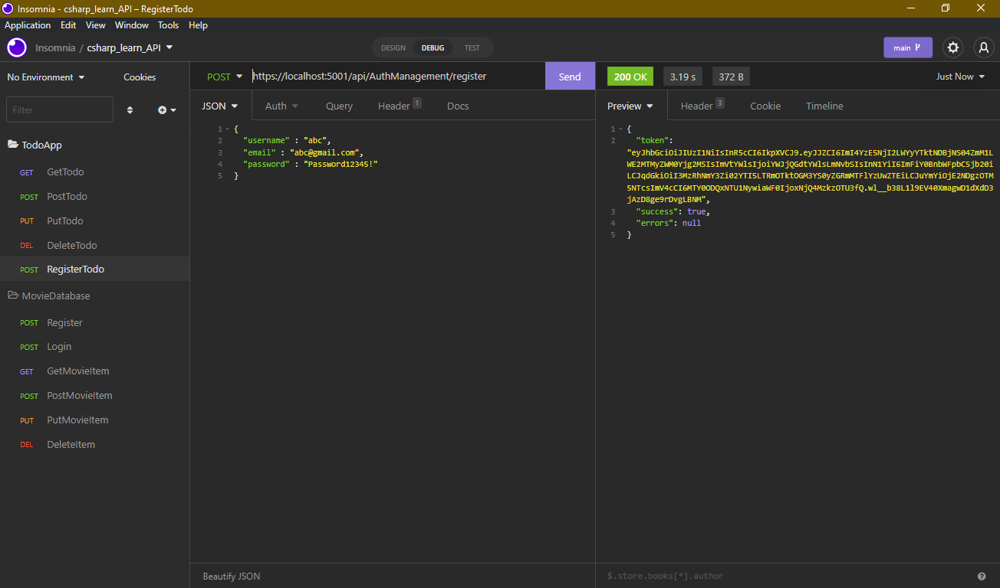 Insomnia - csharp_learn_API – RegisterTodo
Application Edit View Window Tools Help
Insomnia / csharp_learn_API
DESIGN DEBUG TEST
main
No Environment Cookies
Filter
TodoApp
GET GetTodo
POST PostTodo
PUT PutTodo
DEL DeleteTodo
POST RegisterTodo
MovieDatabase
POST Register
POST Login
GET GetMovieItem
POST PostMovieItem
PUT PutMovieItem
DEL DeleteItem
POST https://localhost:5001/api/AuthManagement/register Send
JSON Auth Query Header 1 Docs
1 {
2 "username" : "abc",
3 "email" : "abc@gmail.com",
4 "password" : "Password12345!"
5 }
Beautify JSON
200 OK 3.19 s 372 B Just Now
Preview Header 3 Cookie Timeline
1 {
2 "token":
"eyJhbGciOiJIUzI1NiIsInR5cCI6IkpXVCJ9.eyJJZCI6ImI4YzE5NjI2LWYyYTktNDBjNS04ZmM1L
WE2MTMyZWM0Yjg2MSIsImVtYWlsIjoiYWJjQGdtYWlsLmNvbSIsInN1YiI6ImFiY0BnbWFpbC5jb20i
LCJqdGkiOiI3MzRhNmY3Zi02YTI5LTRmOTktOGM3YS0yZGRmMTFlYzUwZTEiLCJuYmYiOjE2NDgzOTM
5NTcsImV4cCI6MTY0ODQxNTU1NywiaWF0IjoxNjQ4MzkzOTU3fQ.wl__b38L1l9EV40XmagwD1dXdD3
jAzD8ge9rDvgLBNM",
3 "success": true,
4 "errors": null
5 }
$.store.books[*].author